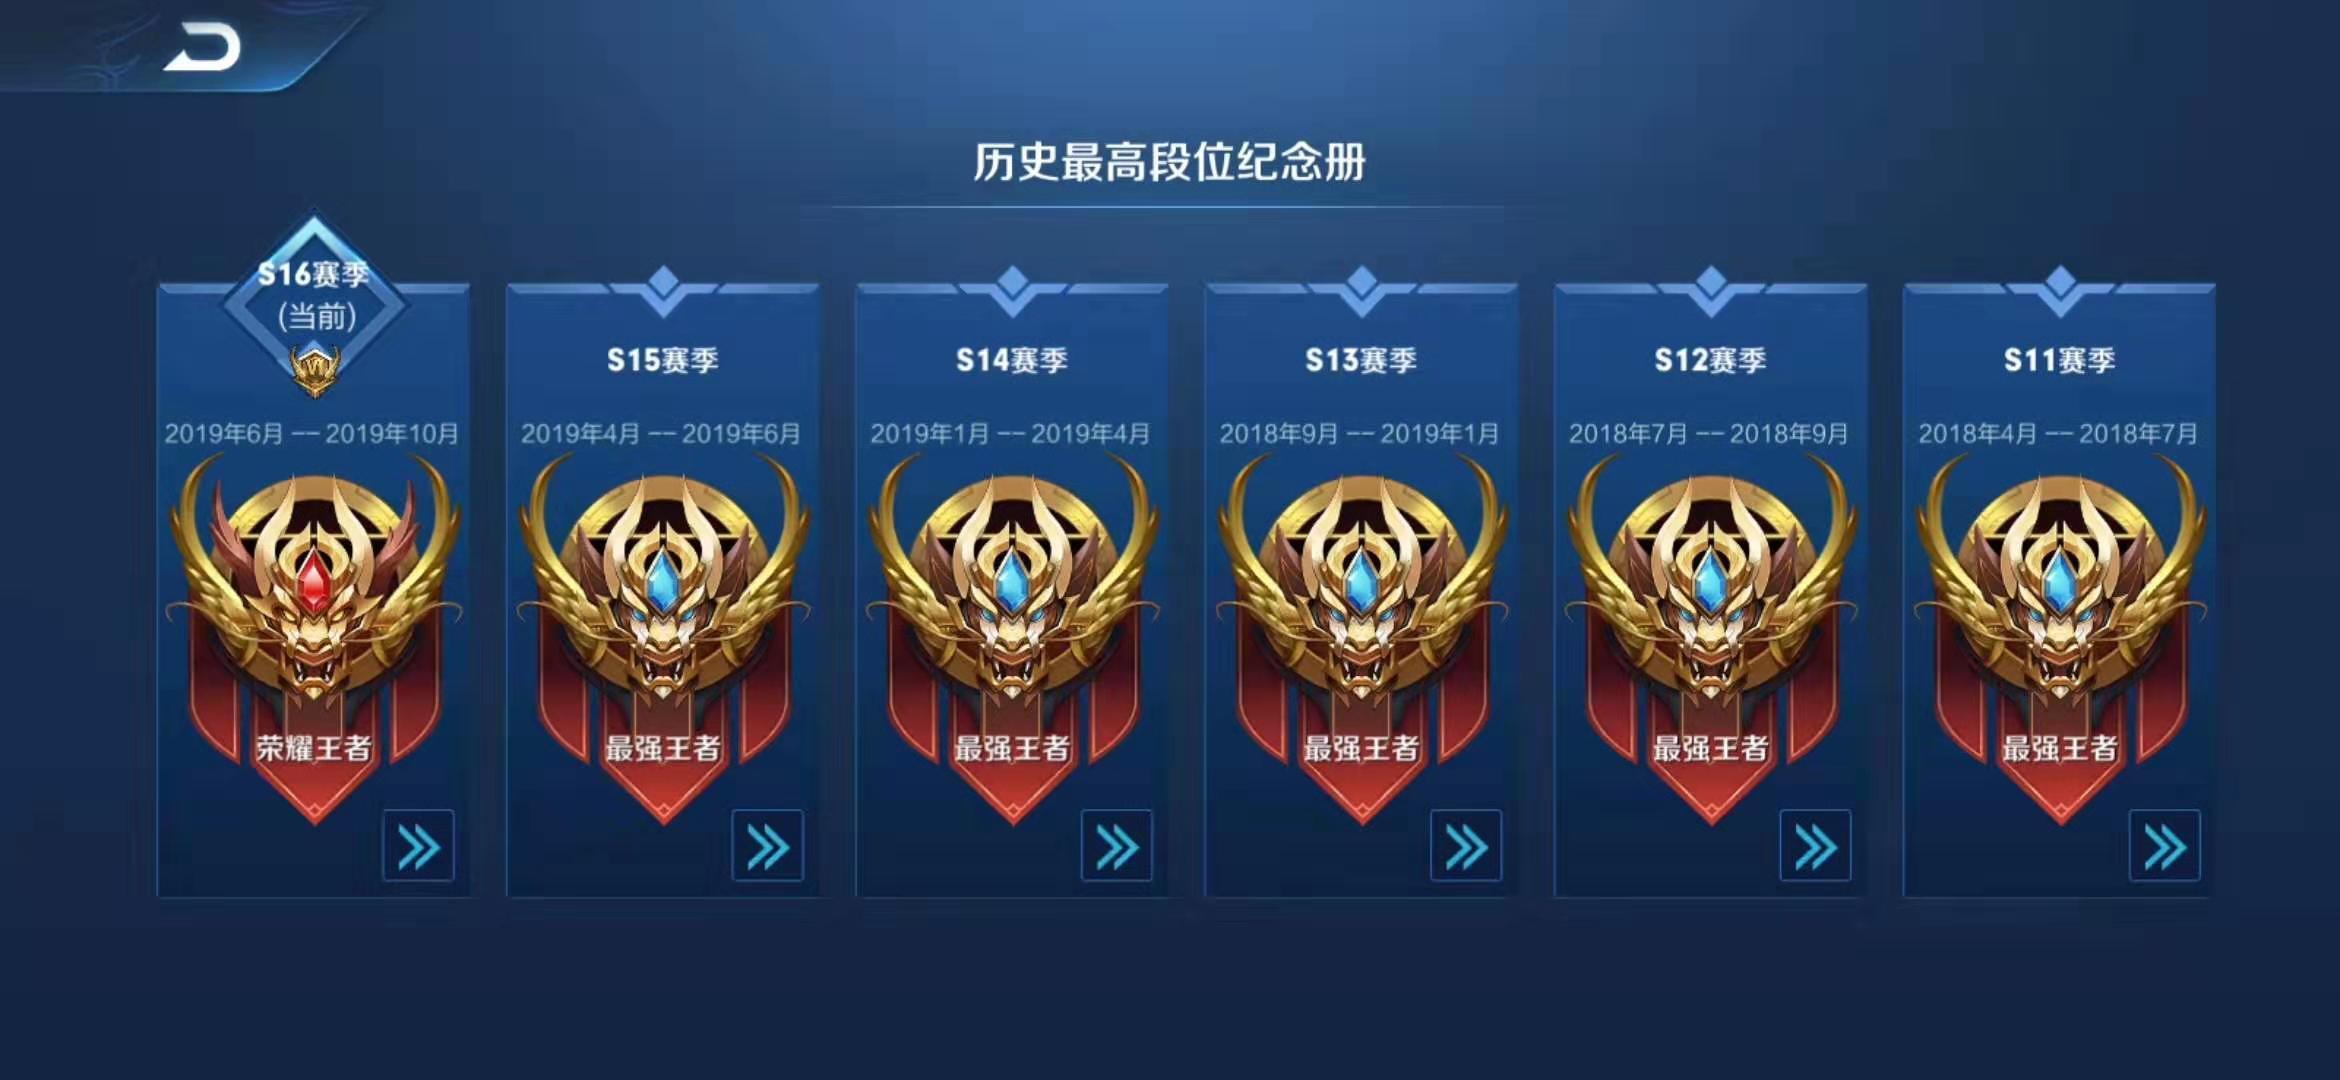 历史最高段位纪念册
S16赛季
(当前)
VI
2019年6月 -- 2019年10月
荣耀王者
S15赛季
2019年4月 -- 2019年6月
最强王者
S14赛季
2019年1月 -- 2019年4月
最强王者
S13赛季
2018年9月 -- 2019年1月
最强王者
S12赛季
2018年7月 -- 2018年9月
最强王者
S11赛季
2018年4月 -- 2018年7月
最强王者